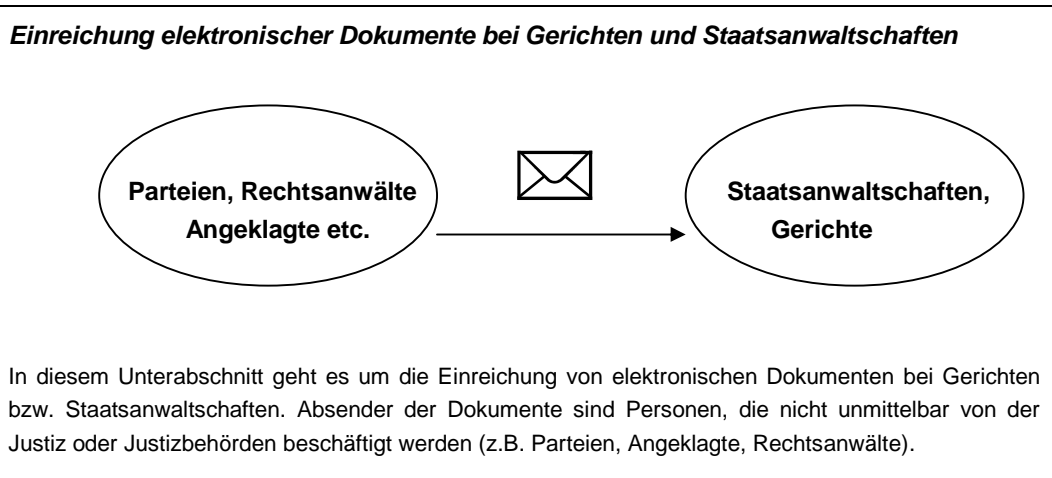 Einreichung elektronischer Dokumente bei Gerichten und Staatsanwaltschaften
Parteien, Rechtsanwälte
Angeklagte etc.
Staatsanwaltschaften,
Gerichte
In diesem Unterabschnitt geht es um die Einreichung von elektronischen Dokumenten bei Gerichten
bzw. Staatsanwaltschaften. Absender der Dokumente sind Personen, die nicht unmittelbar von der
Justiz oder Justizbehörden beschäftigt werden (z.B. Parteien, Angeklagte, Rechtsanwälte).